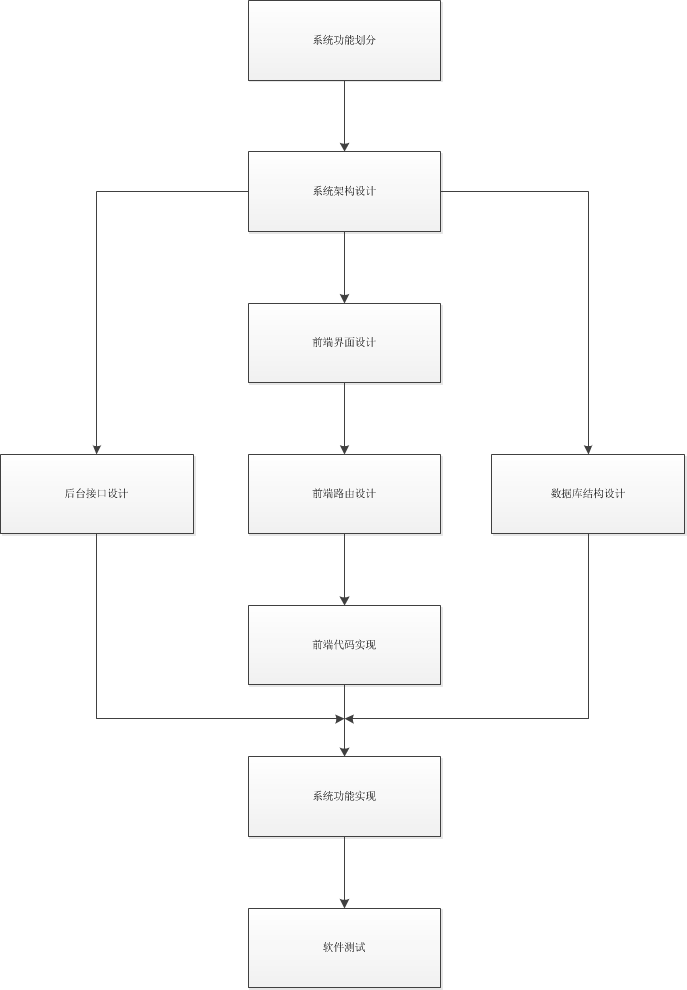 系统功能划分
系统架构设计
前端界面设计
后台接口设计
前端路由设计
数据库结构设计
前端代码实现
系统功能实现
软件测试